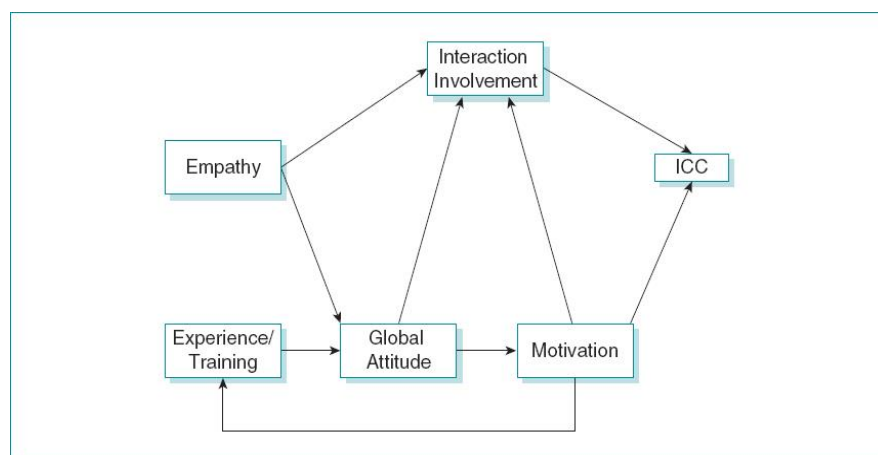 Interaction
Involvement
Empathy
ICC
Experience/
Training
Global
Attitude
Motivation